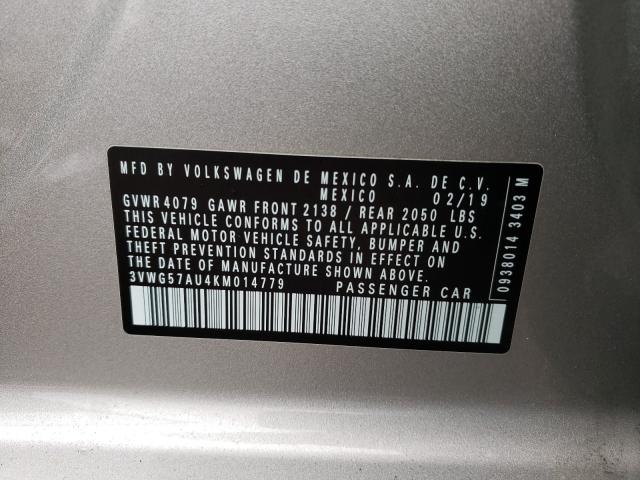 MFD BY VOLKSWAGEN DE MEXICO S.A. DE C.V.
MEXICO 02/19
GVWR 4079 GAWR FRONT 2138 / REAR 2050 LBS
THIS VEHICLE CONFORMS TO ALL APPLICABLE U.S.
FEDERAL MOTOR VEHICLE SAFETY, BUMPER AND
THEFT PREVENTION STANDARDS IN EFFECT ON
THE DATE OF MANUFACTURE SHOWN ABOVE.
3VWG57AU4KM014779 PASSENGER CAR
0938014 3403 M